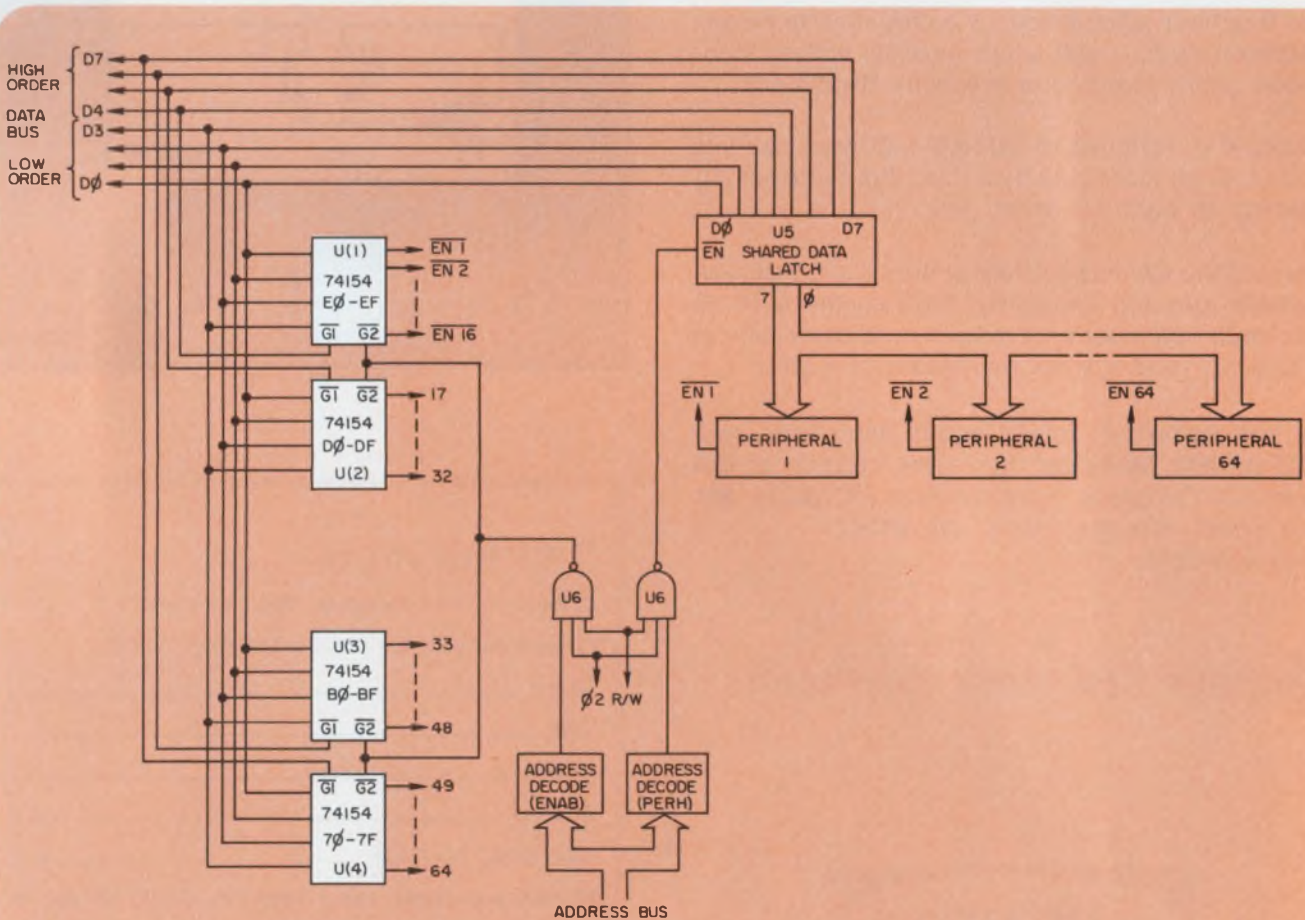 HIGH
ORDER
DATA
BUS
LOW
ORDER
D7
D4
D3
DØ
U(1)
74154
EØ-EF
G1 G2
EN 1
EN 2
EN 16
G1 G2
74154
DØ-DF
U(2)
17
32
U(3)
74154
BØ-BF
G1 G2
33
48
G1 G2
74154
7Ø-7F
U(4)
49
64
DØ U5 D7
EN SHARED DATA
LATCH
7 Ø
EN 1
PERIPHERAL
1
EN 2
PERIPHERAL
2
EN 64
PERIPHERAL
64
U6
U6
Ø2 R/W
ADDRESS
DECODE
(ENAB)
ADDRESS
DECODE
(PERH)
ADDRESS BUS